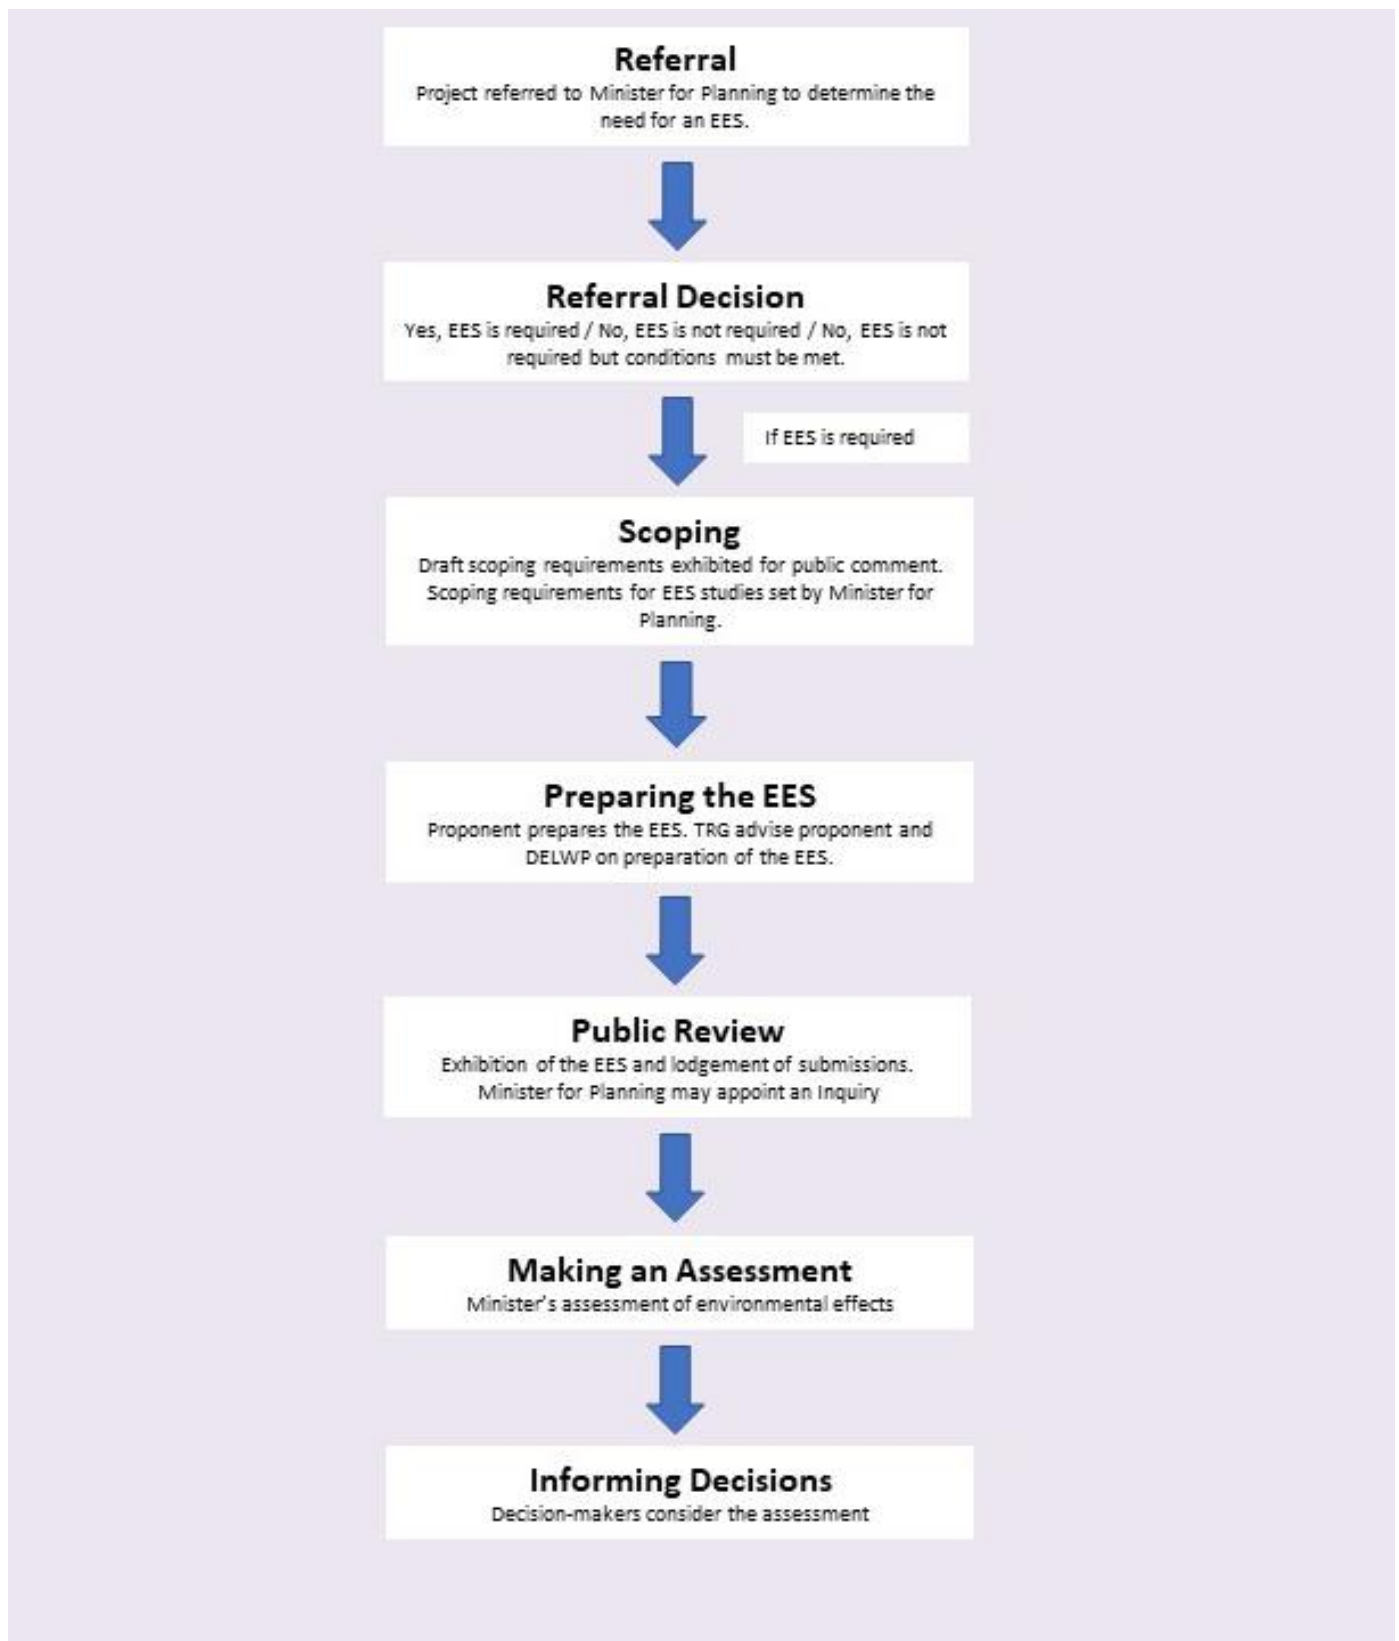 Referral
Project referred to Minister for Planning to determine the
need for an EES.
Referral Decision
Yes, EES is required / No, EES is not required / No, EES is not
required but conditions must be met.
If EES is required
Scoping
Draft scoping requirements exhibited for public comment.
Scoping requirements for EES studies set by Minister for
Planning.
Preparing the EES
Proponent prepares the EES. TRG advise proponent and
DELWP on preparation of the EES.
Public Review
Exhibition of the EES and lodgement of submissions.
Minister for Planning may appoint an Inquiry
Making an Assessment
Minister's assessment of environmental effects
Informing Decisions
Decision-makers consider the assessment